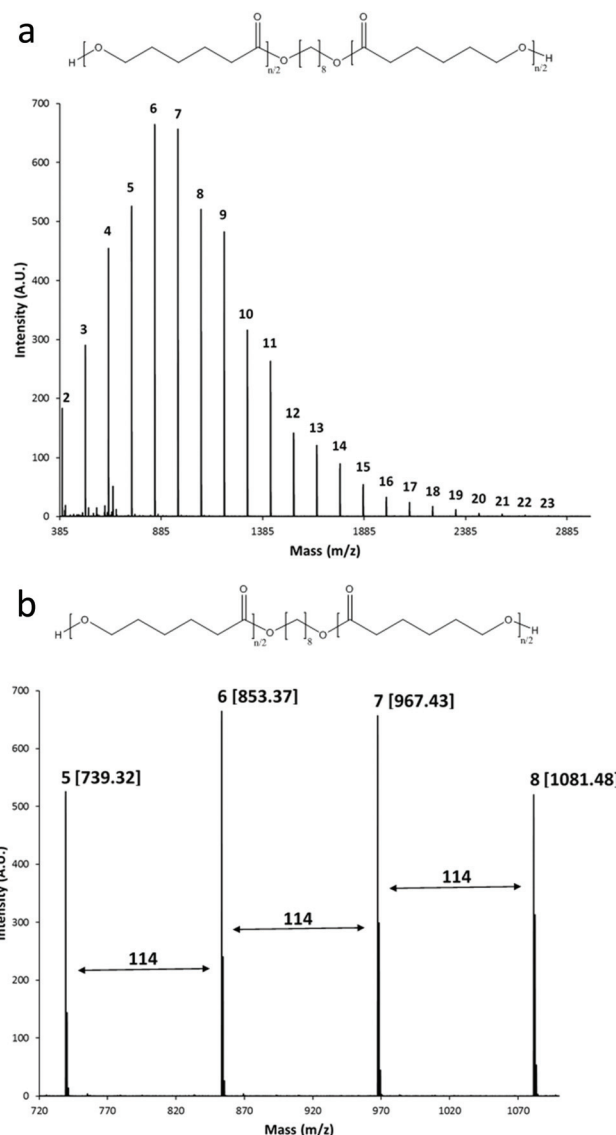 a
O O
H O O 8 O O H
n/2 n/2
700
6
7
600
5
8
500
9
4
400
10
3
300
11
2
200
12
13
14
100
15
16
17
18
19
20
21
22
23
0
385 885 1385 1885 2385 2885
Intensity (A.U.)
Mass (m/z)
b
O O
H O O 8 O O H
n/2 n/2
700
6 [853.37] 7 [967.43]
600
5 [739.32] 8 [1081.48]
500
400
114
300
114
200
114
100
0
720 770 820 870 920 970 1020 1070
Intensity (A.U.)
Mass (m/z)